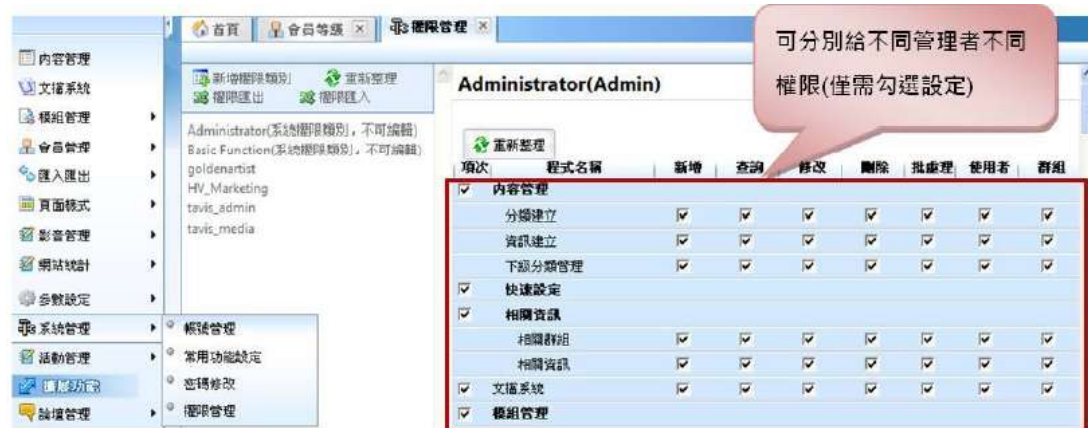 首頁 會員等級 權限管理
可分別給不同管理者不同
權限(僅需勾選設定)
內容管理
文檔系統
模組管理
會員管理
匯入匯出
頁面樣式
影音管理
網站統計
參數設定
系統管理
活動管理
擴展功能
論壇管理
帳號管理
常用功能設定
密碼修改
權限管理
新增權限類別 重新整理
權限匯出 權限匯入
Administrator(系統權限類別，不可編輯)
Basic Function(系統權限類別，不可編輯)
goldenartist
HV_Marketing
tavis_admin
tavis_media
Administrator(Admin)
重新整理
項次 程式名稱 新增 查詢 修改 刪除 批處理 使用者 群組
內容管理
分類建立
資訊建立
下級分類管理
快速設定
相關資訊
相關群組
相關資訊
文檔系統
模組管理